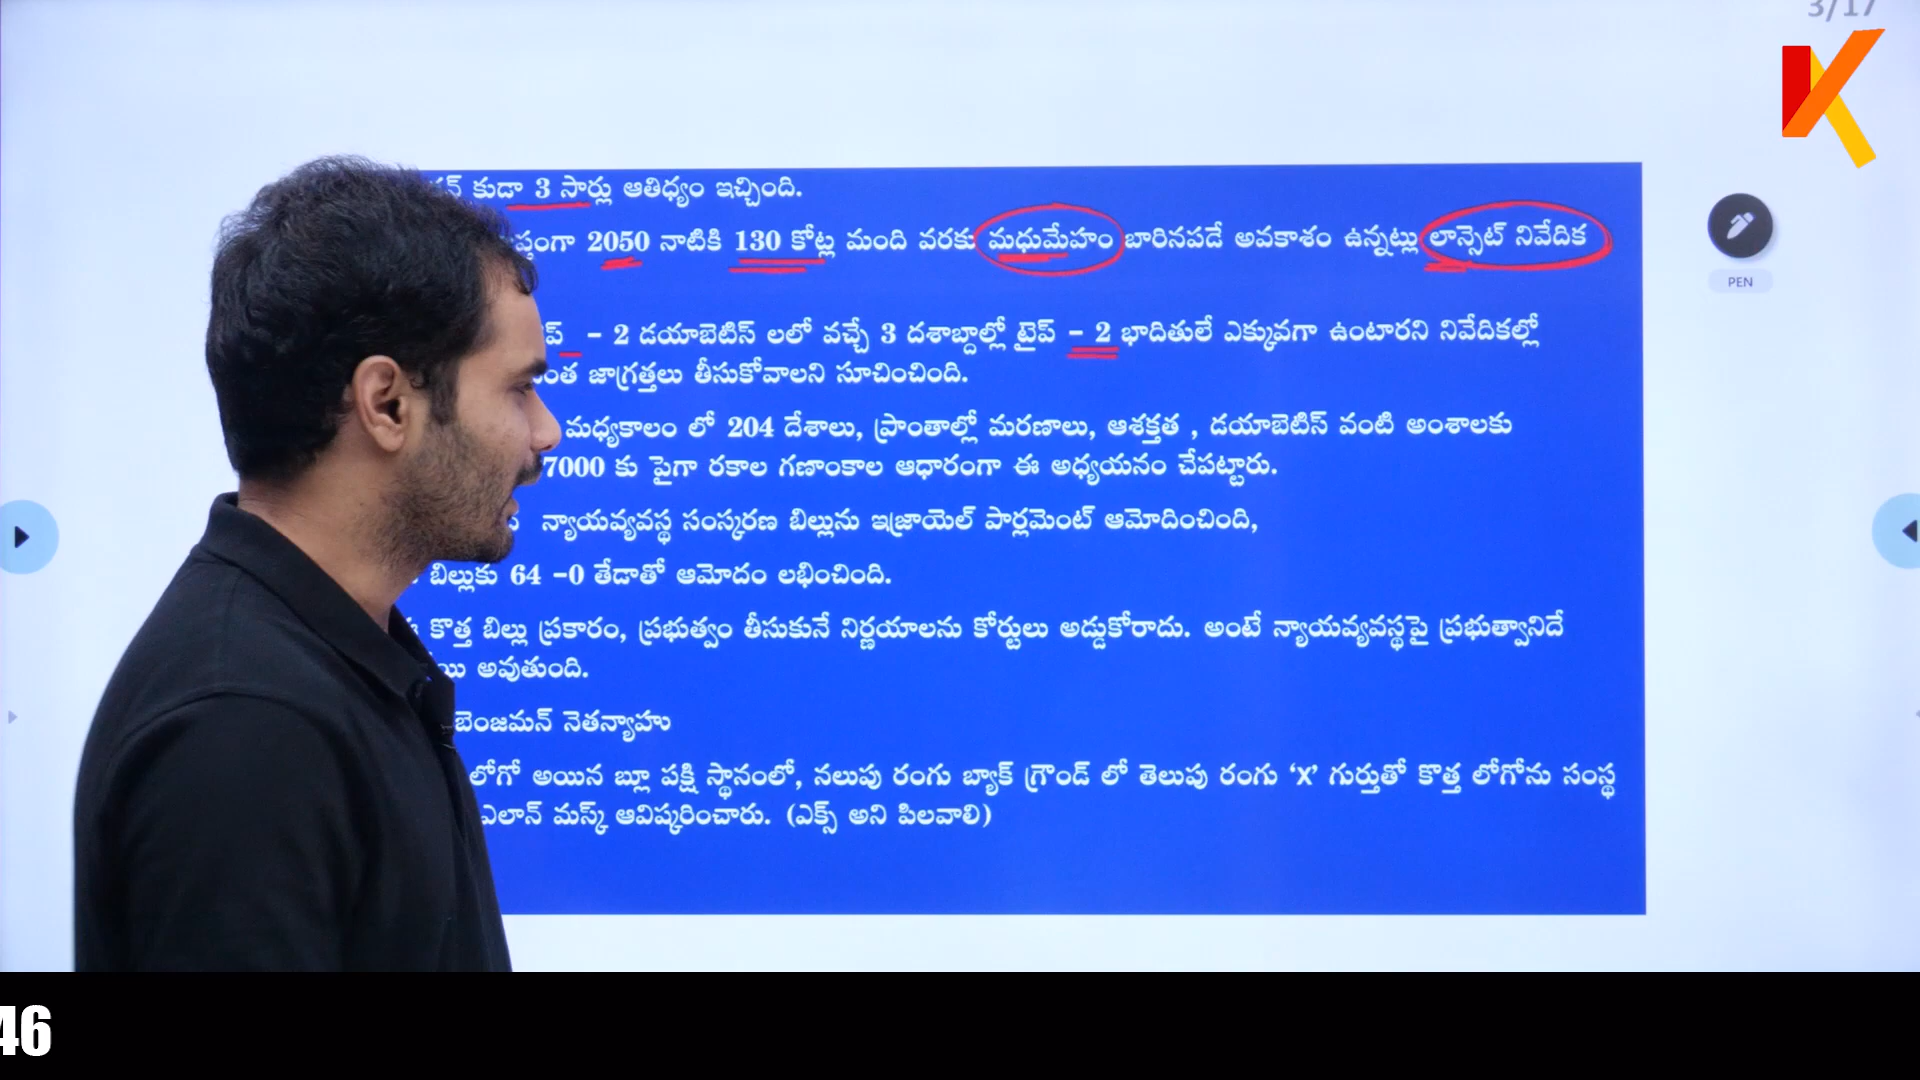 3/17
కుడా 3 సార్లు ఆతిధ్యం ఇచ్చింది.
2050 నాటికి 130 కోట్ల మంది వరకు మధుమేహం బారినపడే అవకాశం ఉన్నట్లు లాన్సెట్ నివేదిక
PEN
– 2 డయాబెటిస్ లలో వచ్చే 3 దశాబ్దాల్లో టైప్ – 2 భాదితులే ఎక్కువగా ఉంటారని నివేదికల్లో
జాగ్రత్తలు తీసుకోవాలని సూచించింది.
మధ్యకాలం లో 204 దేశాలు, ప్రాంతాల్లో మరణాలు, ఆశక్తత , డయాబెటిస్ వంటి అంశాలకు
7000 కు పైగా రకాల గణాంకాల ఆధారంగా ఈ అధ్యయనం చేపట్టారు.
న్యాయవ్యవస్థ సంస్కరణ బిల్లును ఇజ్రాయెల్ పార్లమెంట్ ఆమోదించింది,
బిల్లుకు 64 –0 తేడాతో ఆమోదం లభించింది.
కొత్త బిల్లు ప్రకారం, ప్రభుత్వం తీసుకునే నిర్ణయాలను కోర్టులు అడ్డుకోరాదు. అంటే న్యాయవ్యవస్థపై ప్రభుత్వానిదే
అవుతుంది.
బెంజమన్ నెతన్యాహు
లోగో అయిన బ్లూ పక్షి స్థానంలో, నలుపు రంగు బ్యాక్ గ్రౌండ్ లో తెలుపు రంగు ‘X’ గుర్తుతో కొత్త లోగోను సంస్థ
ఎలాన్ మస్క్ ఆవిష్కరించారు. (ఎక్స్ అని పిలవాలి)
46